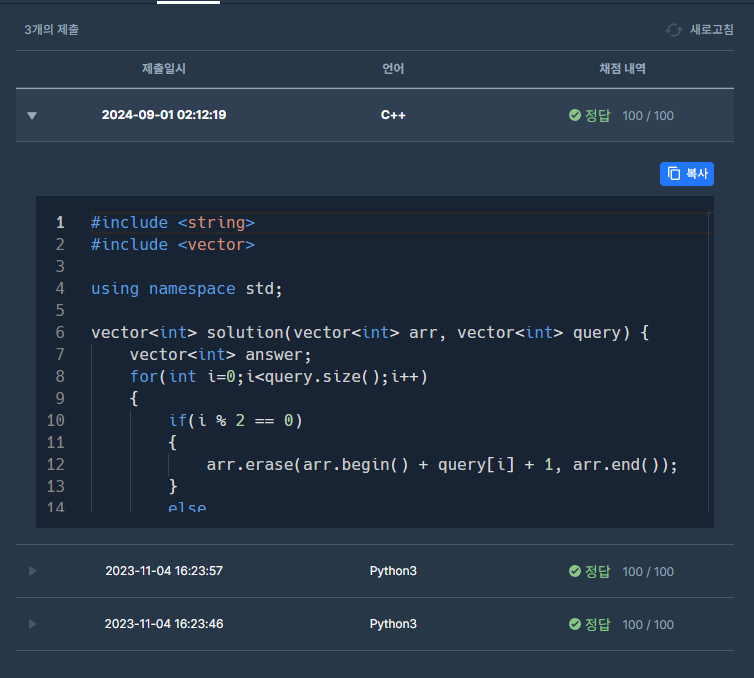 3개의 제출 새로고침
제출일시 언어 채점 내역
2024-09-01 02:12:19 C++ 정답 100 / 100
복사
1 #include <string>
2 #include <vector>
3
4 using namespace std;
5
6 vector<int> solution(vector<int> arr, vector<int> query) {
7     vector<int> answer;
8     for(int i=0;i<query.size();i++)
9     {
10         if(i % 2 == 0)
11         {
12             arr.erase(arr.begin() + query[i] + 1, arr.end());
13         }
14         else
2023-11-04 16:23:57 Python3 정답 100 / 100
2023-11-04 16:23:46 Python3 정답 100 / 100